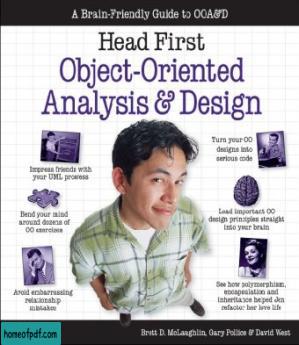 A Brain-Friendly Guide to OOA&D
Head First
Object-Oriented
Analysis & Design
Impress friends with
your UML prowess
Bend your mind
around dozens of
OO exercises
Avoid embarrassing
relationship
mistakes
Turn your OO
designs into
serious code
Load important OO
design principles straight
into your brain
See how polymorphism,
encapsulation and
inheritance helped Jen
refactor her love life
Brett D. McLaughlin, Gary Pollice & David West
homeofpdf.com